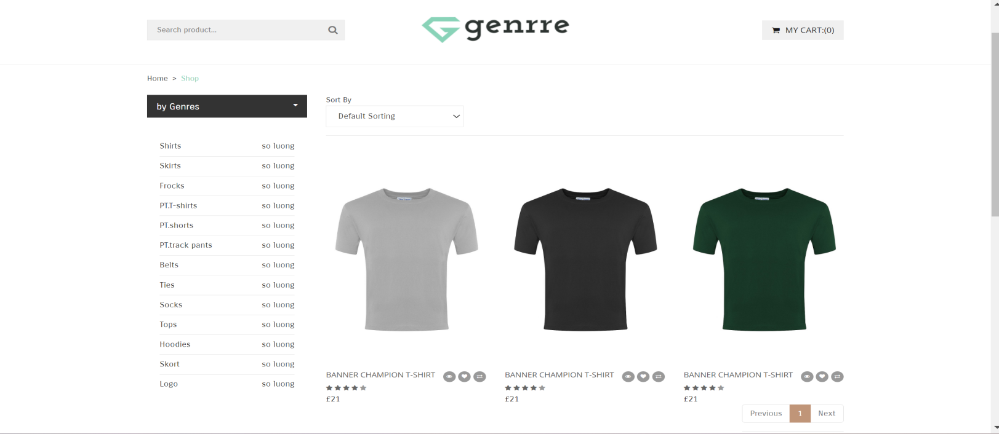 Search product...
genrre
MY CART:(0)
Home > Shop
by Genres
Sort By
Default Sorting
Shirts so luong
Skirts so luong
Frocks so luong
PT.T-shirts so luong
PT.shorts so luong
PT.track pants so luong
Belts so luong
Ties so luong
Socks so luong
Tops so luong
Hoodies so luong
Skort so luong
Logo so luong
BANNER CHAMPION T-SHIRT
£21
BANNER CHAMPION T-SHIRT
£21
BANNER CHAMPION T-SHIRT
£21
Previous 1 Next